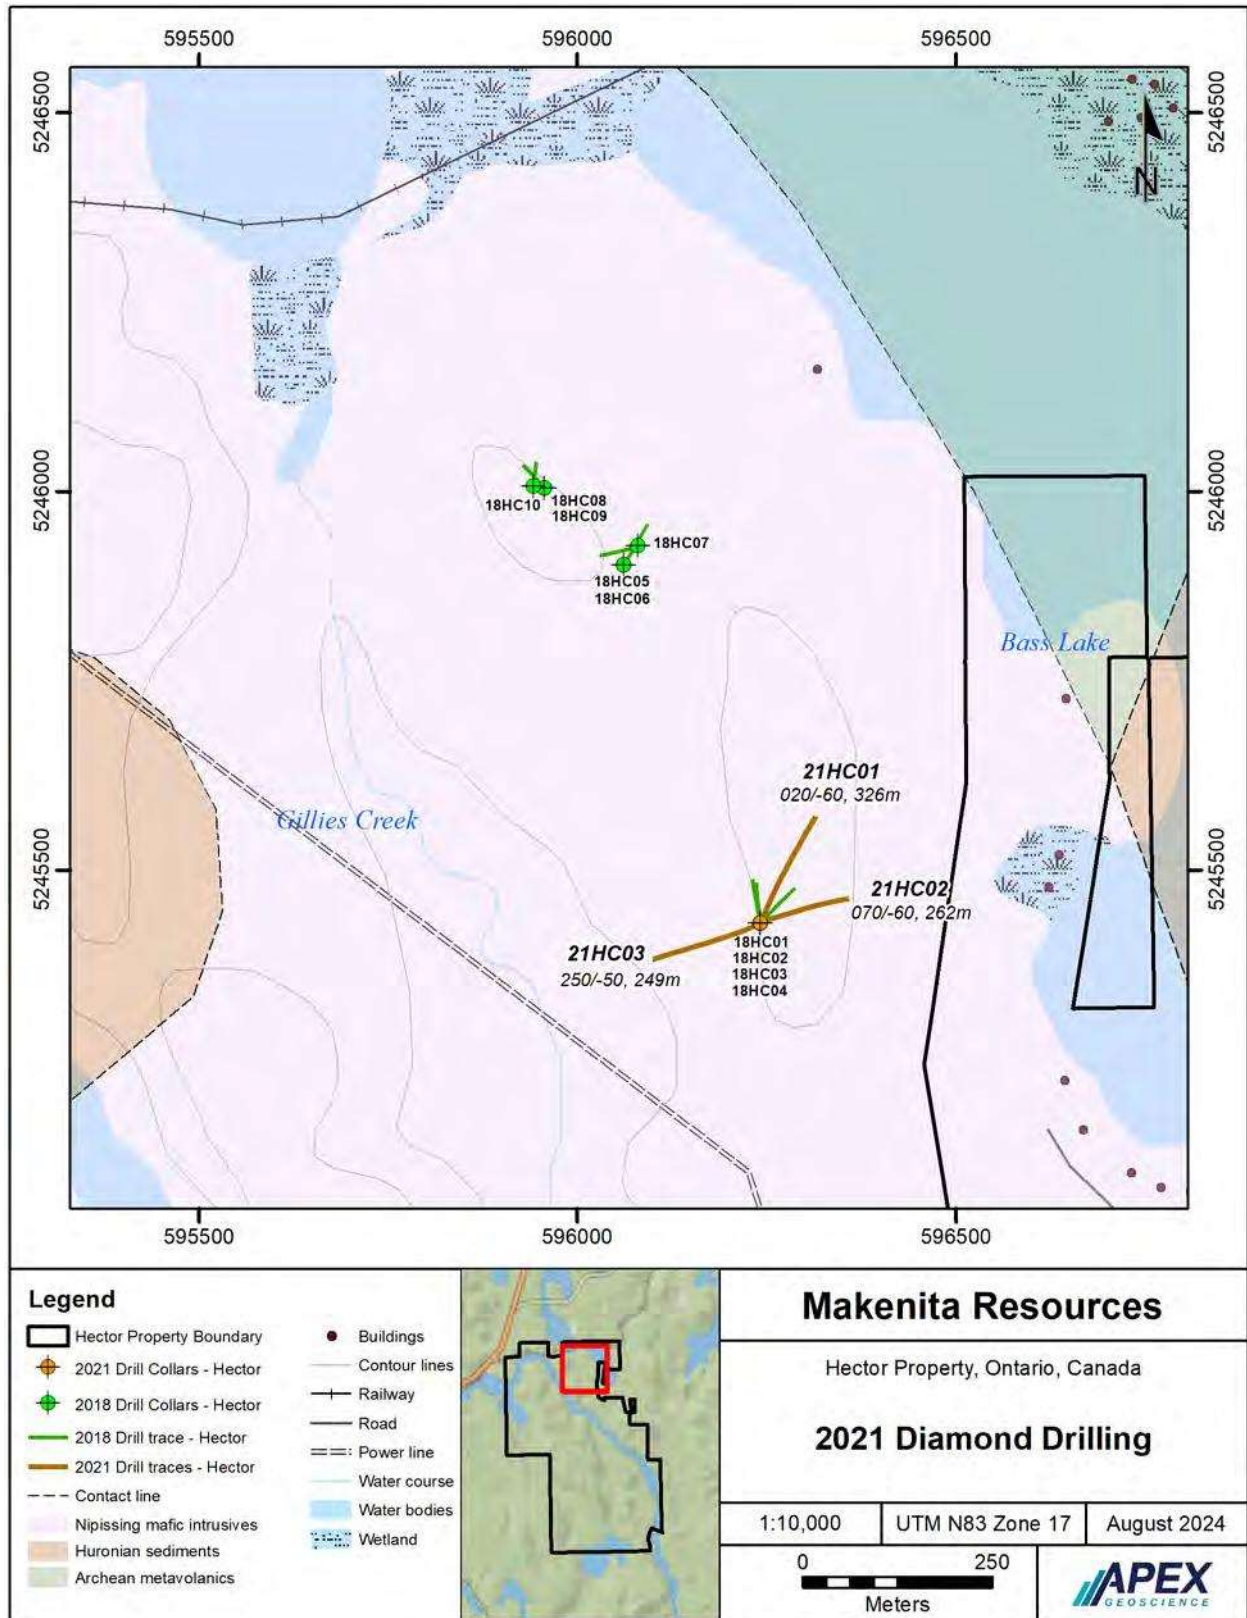 595500 596000 596500
5246500 5246500
N
5246000 5246000
18HC10 18HC08
18HC09
18HC07
18HC05
18HC06
Bass Lake
21HC01
020/-60, 326m
Gillies Creek
5245500 5245500
21HC02
070/-60, 262m
21HC03
250/-50, 249m
18HC01
18HC02
18HC03
18HC04
595500 596000 596500
Legend
Hector Property Boundary
2021 Drill Collars - Hector
2018 Drill Collars - Hector
2018 Drill trace - Hector
2021 Drill traces - Hector
Contact line
Nipissing mafic intrusives
Huronian sediments
Archean metavolanics
Buildings
Contour lines
Railway
Road
Power line
Water course
Water bodies
Wetland
Makenita Resources
Hector Property, Ontario, Canada
2021 Diamond Drilling
1:10,000 UTM N83 Zone 17 August 2024
0 250
Meters
APEX
GEOSCIENCE